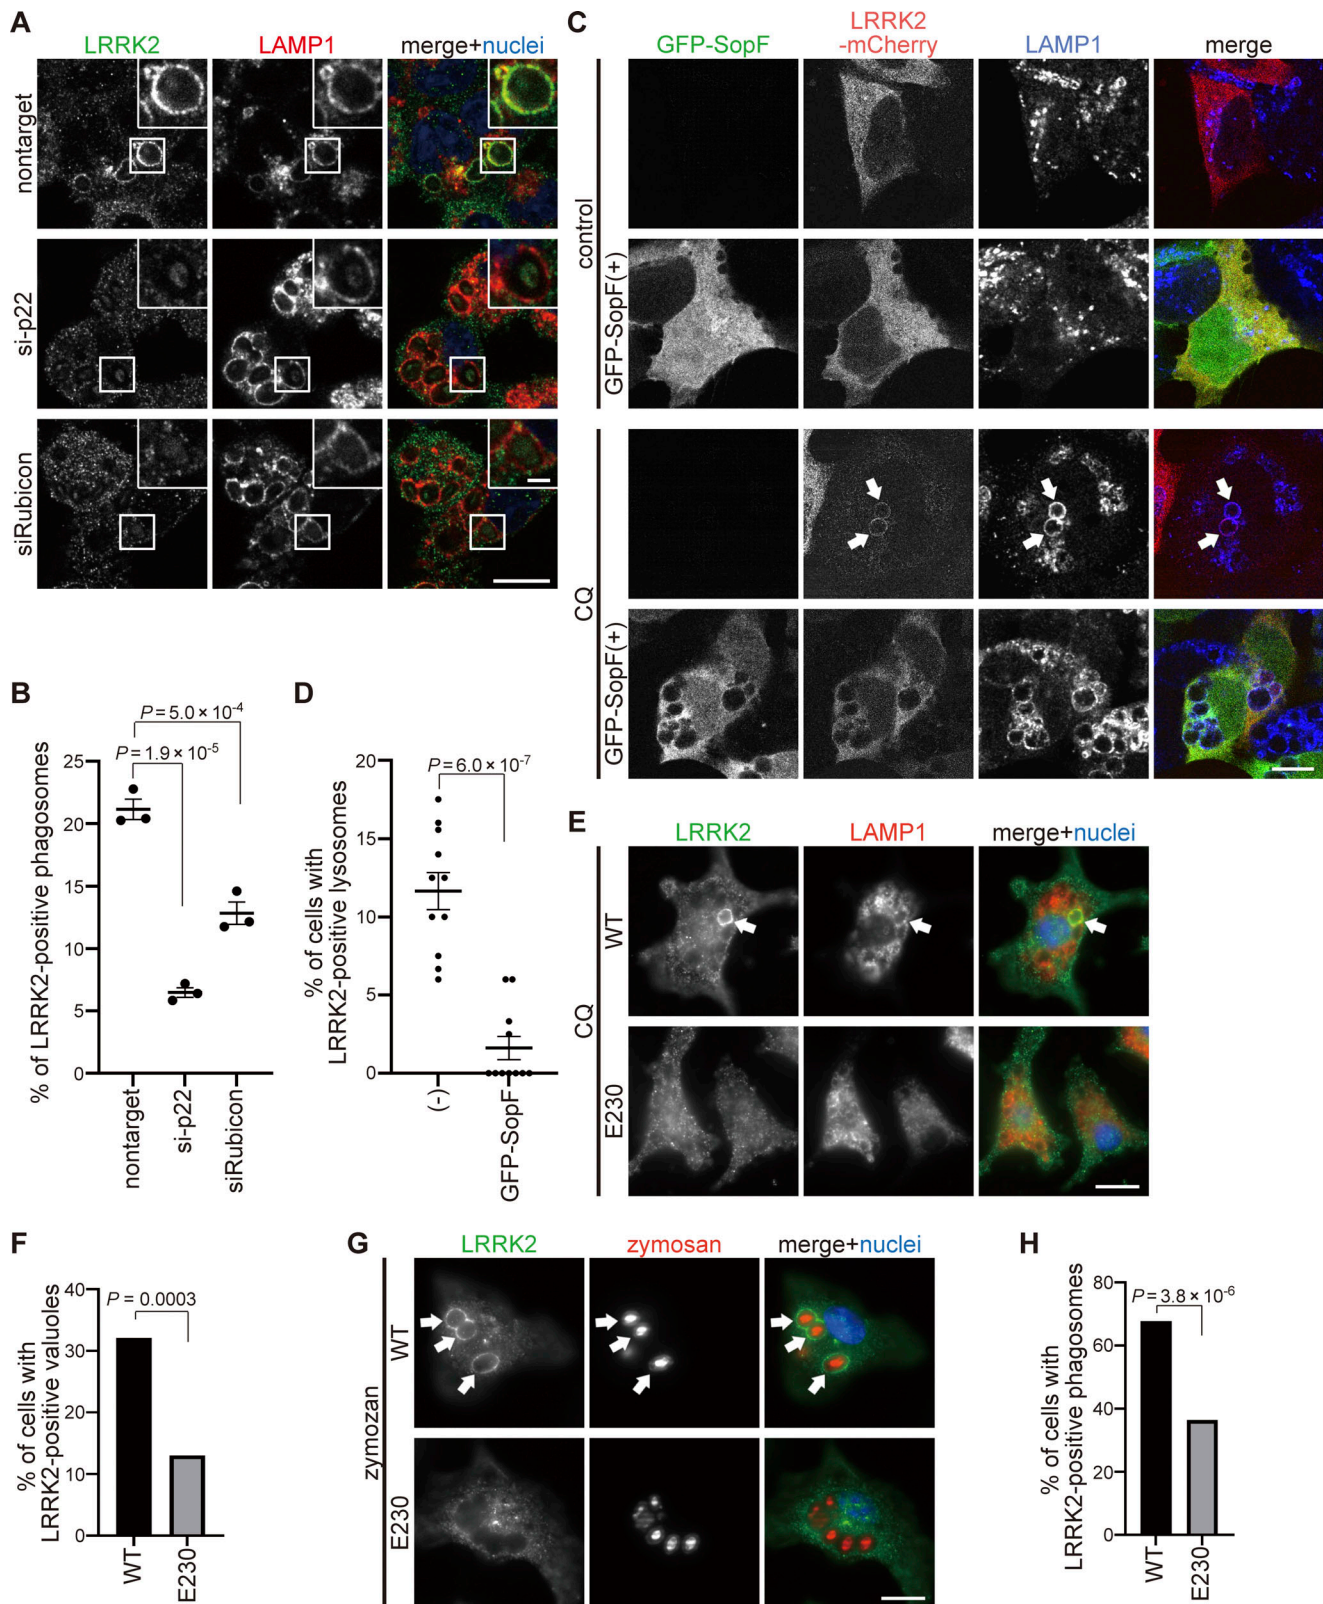 A
LRRK2
LAMP1
merge+nuclei
nontarget
si-p22
siRubicon
C
GFP-SopF
LRRK2
-mCherry
LAMP1
merge
control
GFP-SopF(+)
CQ
GFP-SopF(+)
B
P = 5.0 × 10⁻⁴
P = 1.9 × 10⁻⁵
% of LRRK2-positive phagosomes
25
20
15
10
5
0
nontarget
si-p22
siRubicon
D
P = 6.0 × 10⁻⁷
% of cells with
LRRK2-positive lysosomes
20
15
10
5
0
(-)
GFP-SopF
E
LRRK2
LAMP1
merge+nuclei
CQ
WT
E230
F
P = 0.0003
% of cells with
LRRK2-positive valuoles
40
30
20
10
0
WT
E230
G
LRRK2
zymosan
merge+nuclei
zymozan
WT
E230
H
P = 3.8 × 10⁻⁶
% of cells with
LRRK2-positive phagosomes
80
60
40
20
0
WT
E230